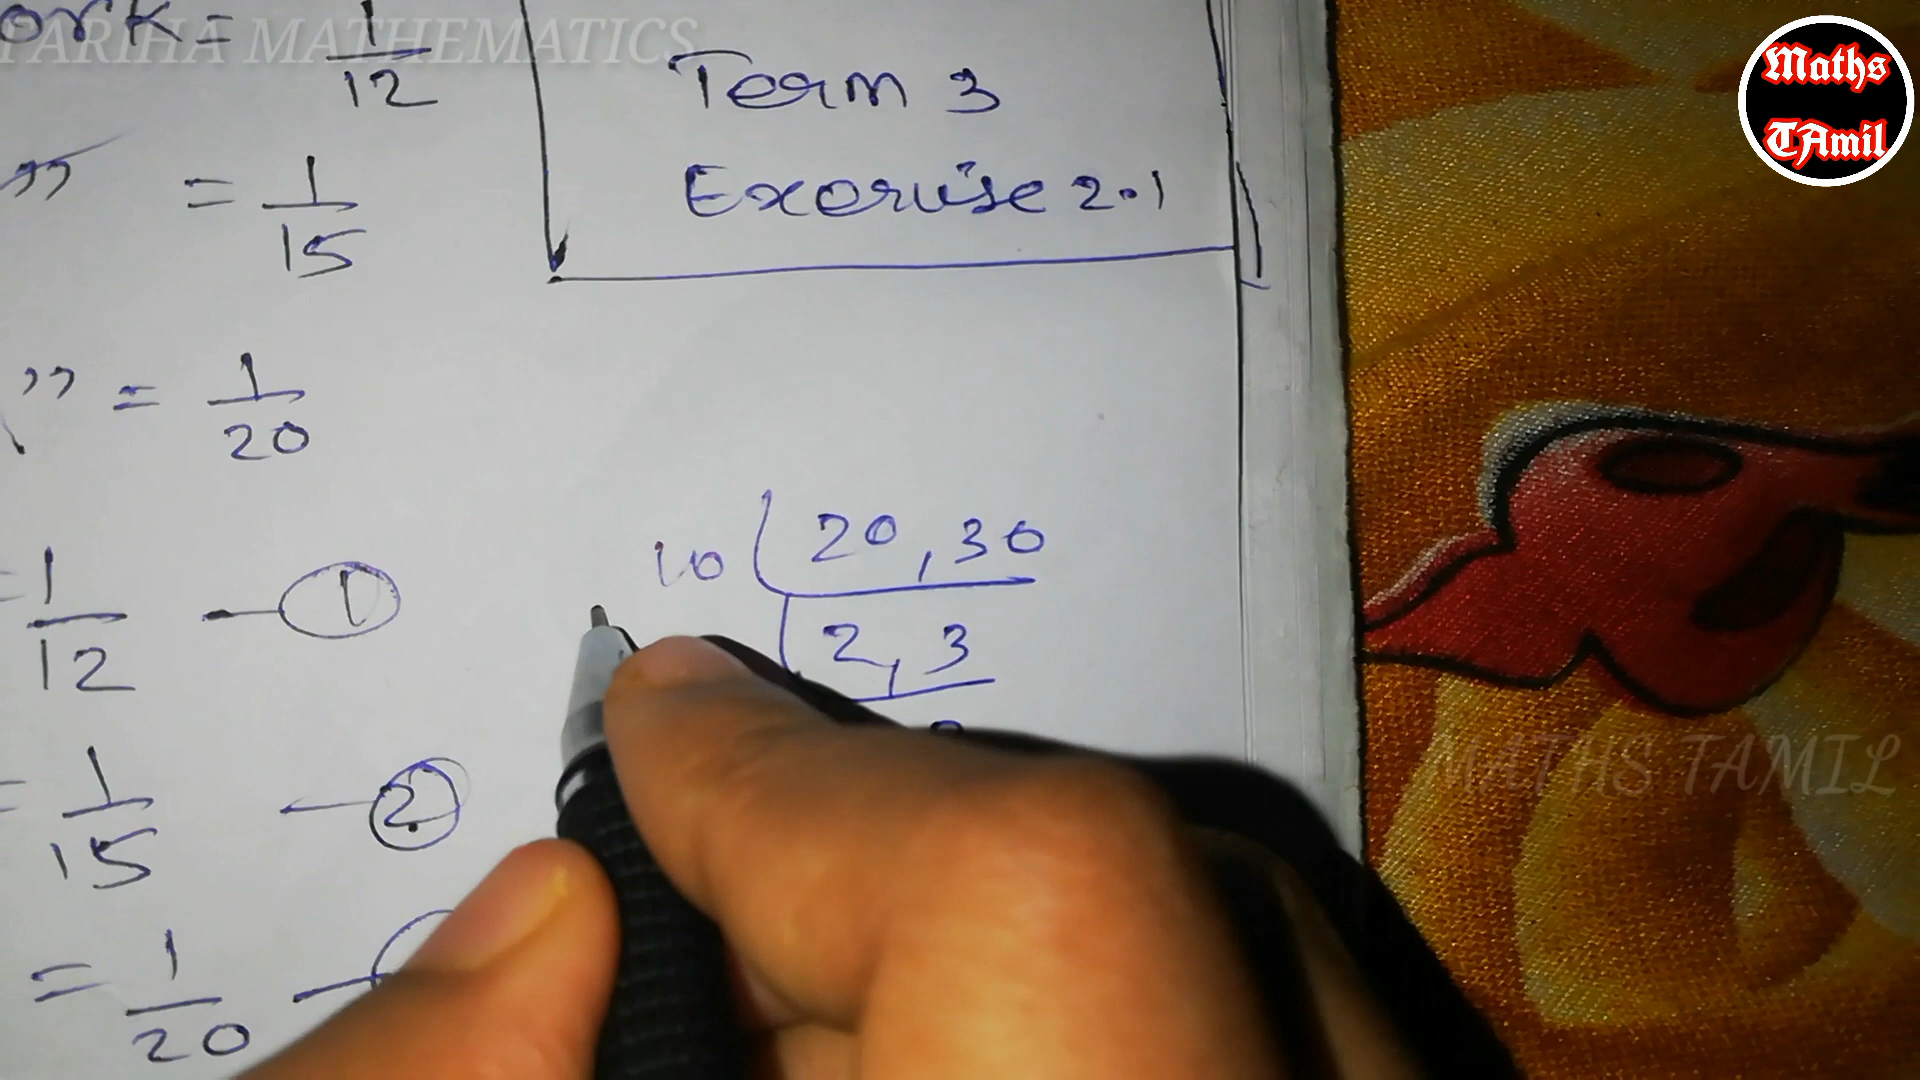 FARIHA MATHEMATICS
ork = 1/12
Term 3
" = 1/15
Exercise 2.1
" = 1/20
10 20, 30
2, 3
= 1/12 — 1
= 1/15 — 2
= 1/20 —
Maths
TAmil
MATHS TAMIL